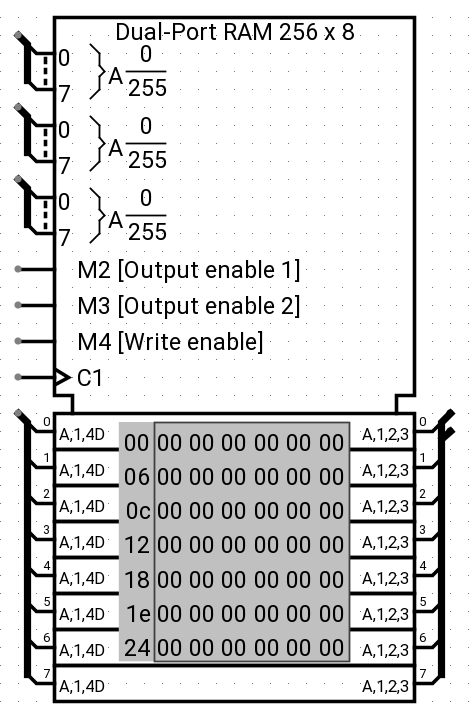 Dual-Port RAM 256 x 8
0
7
A 0
255
0
7
A 0
255
0
7
A 0
255
M2 [Output enable 1]
M3 [Output enable 2]
M4 [Write enable]
C1
0 A,1,4D 00 00 00 00 00 00 00 A,1,2,3 0
1 A,1,4D 06 00 00 00 00 00 00 A,1,2,3 1
2 A,1,4D 0c 00 00 00 00 00 00 A,1,2,3 2
3 A,1,4D 12 00 00 00 00 00 00 A,1,2,3 3
4 A,1,4D 18 00 00 00 00 00 00 A,1,2,3 4
5 A,1,4D 1e 00 00 00 00 00 00 A,1,2,3 5
6 A,1,4D 24 00 00 00 00 00 00 A,1,2,3 6
7 A,1,4D A,1,2,3 7